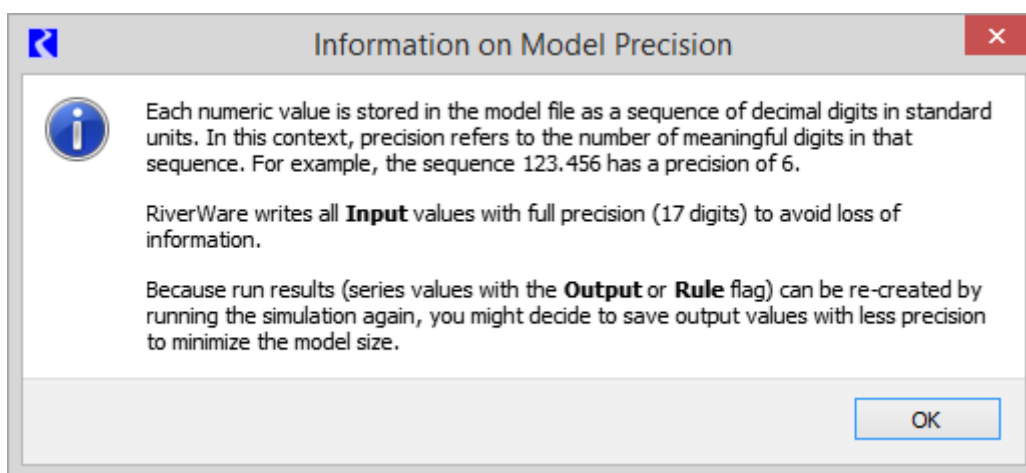 Information on Model Precision
Each numeric value is stored in the model file as a sequence of decimal digits in standard
units. In this context, precision refers to the number of meaningful digits in that
sequence. For example, the sequence 123.456 has a precision of 6.
RiverWare writes all Input values with full precision (17 digits) to avoid loss of
information.
Because run results (series values with the Output or Rule flag) can be re-created by
running the simulation again, you might decide to save output values with less precision
to minimize the model size.
OK